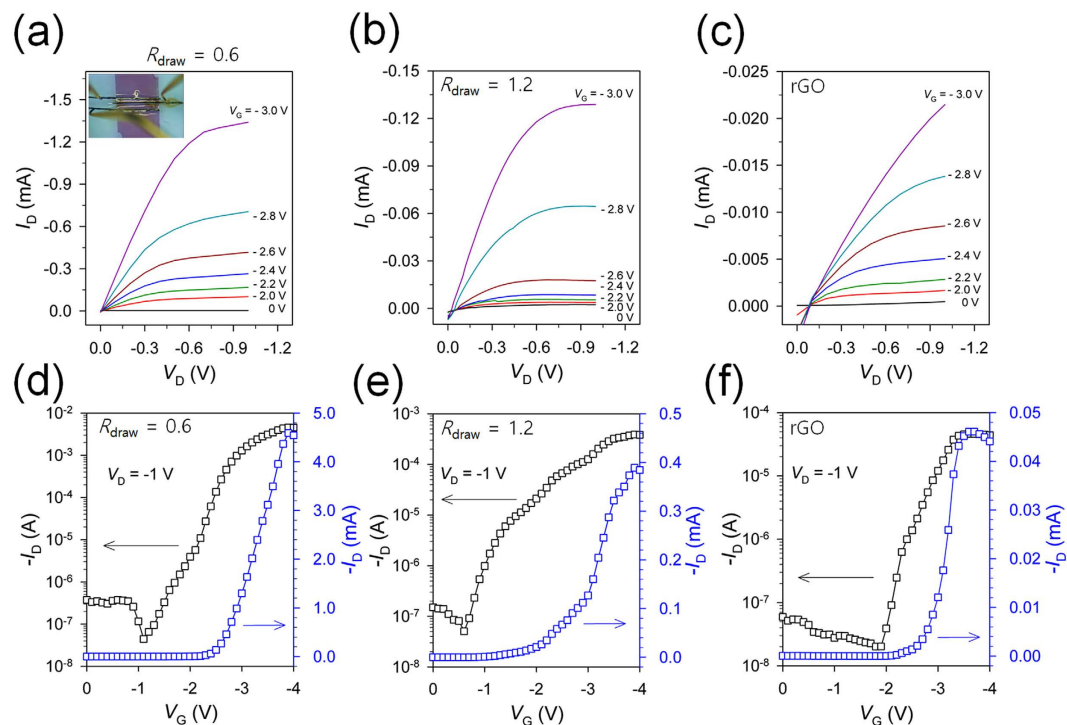 (a)
R_draw = 0.6
-1.5
-1.2
-0.9
-0.6
-0.3
0.0
I_D (mA)
V_G = - 3.0 V
- 2.8 V
- 2.6 V
- 2.4 V
- 2.2 V
- 2.0 V
0 V
0.0 -0.3 -0.6 -0.9 -1.2
V_D (V)
(b)
R_draw = 1.2
-0.15
-0.12
-0.09
-0.06
-0.03
0.00
I_D (mA)
V_G = - 3.0 V
- 2.8 V
- 2.6 V
- 2.4 V
- 2.2 V
- 2.0 V
0 V
0.0 -0.3 -0.6 -0.9 -1.2
V_D (V)
(c)
rGO
-0.025
-0.020
-0.015
-0.010
-0.005
0.000
I_D (mA)
V_G = - 3.0 V
- 2.8 V
- 2.6 V
- 2.4 V
- 2.2 V
- 2.0 V
0 V
0.0 -0.3 -0.6 -0.9 -1.2
V_D (V)
(d)
R_draw = 0.6
V_D = -1 V
10^-2
10^-3
10^-4
10^-5
10^-6
10^-7
10^-8
-I_D (A)
5.0
4.0
3.0
2.0
1.0
0.0
-I_D (mA)
0 -1 -2 -3 -4
V_G (V)
(e)
R_draw = 1.2
V_D = -1 V
10^-3
10^-4
10^-5
10^-6
10^-7
10^-8
-I_D (A)
0.5
0.4
0.3
0.2
0.1
0.0
-I_D (mA)
0 -1 -2 -3 -4
V_G (V)
(f)
rGO
V_D = -1 V
10^-4
10^-5
10^-6
10^-7
10^-8
-I_D (A)
0.05
0.04
0.03
0.02
0.01
0.00
-I_D (mA)
0 -1 -2 -3 -4
V_G (V)